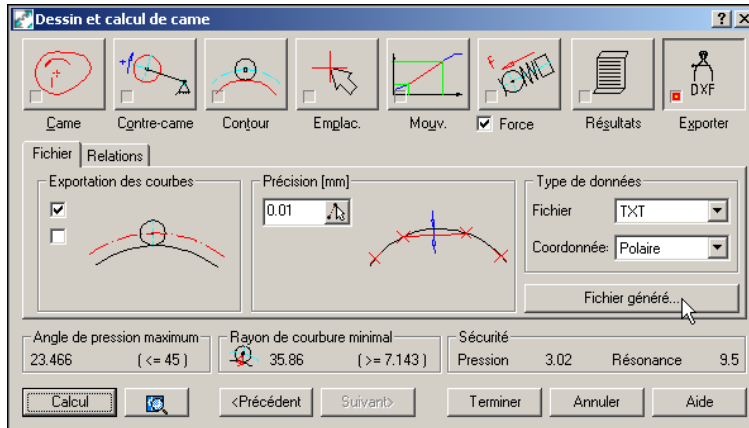 Dessin et calcul de came
DXF
Came Contre-came Contour Emplac. Mouv. Force Résultats Exporter
Fichier Relations
Exportation des courbes
Précision [mm]
0.01
Type de données
Fichier TXT
Coordonnée: Polaire
Fichier généré...
Angle de pression maximum
23.466 ( <= 45 )
Rayon de courbure minimal
35.86 ( >= 7.143 )
Sécurité
Pression 3.02 Résonance 9.5
Calcul <Précédent Suivant> Terminer Annuler Aide